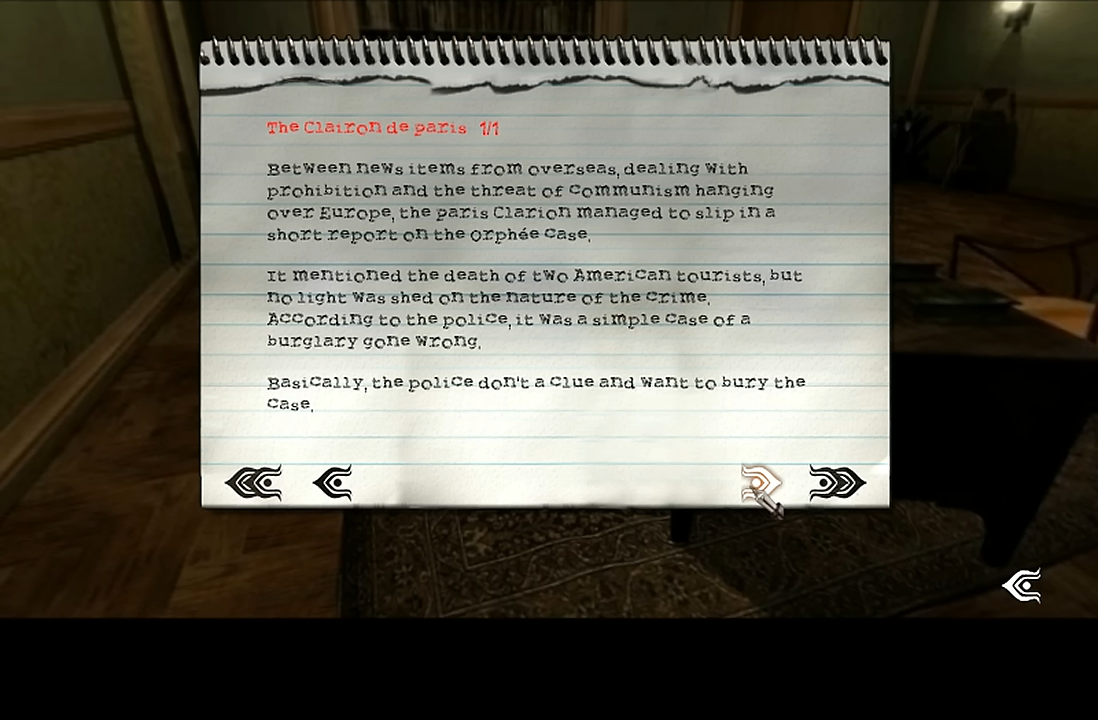 The Clairon de paris 1/1
Between news items from overseas, dealing with
prohibition and the threat of communism hanging
over Europe, the paris Clarion managed to slip in a
short report on the Orphée case.
It mentioned the death of two American tourists, but
no light was shed on the nature of the crime.
According to the police, it was a simple case of a
burglary gone wrong.
Basically, the police don't a clue and want to bury the
case.